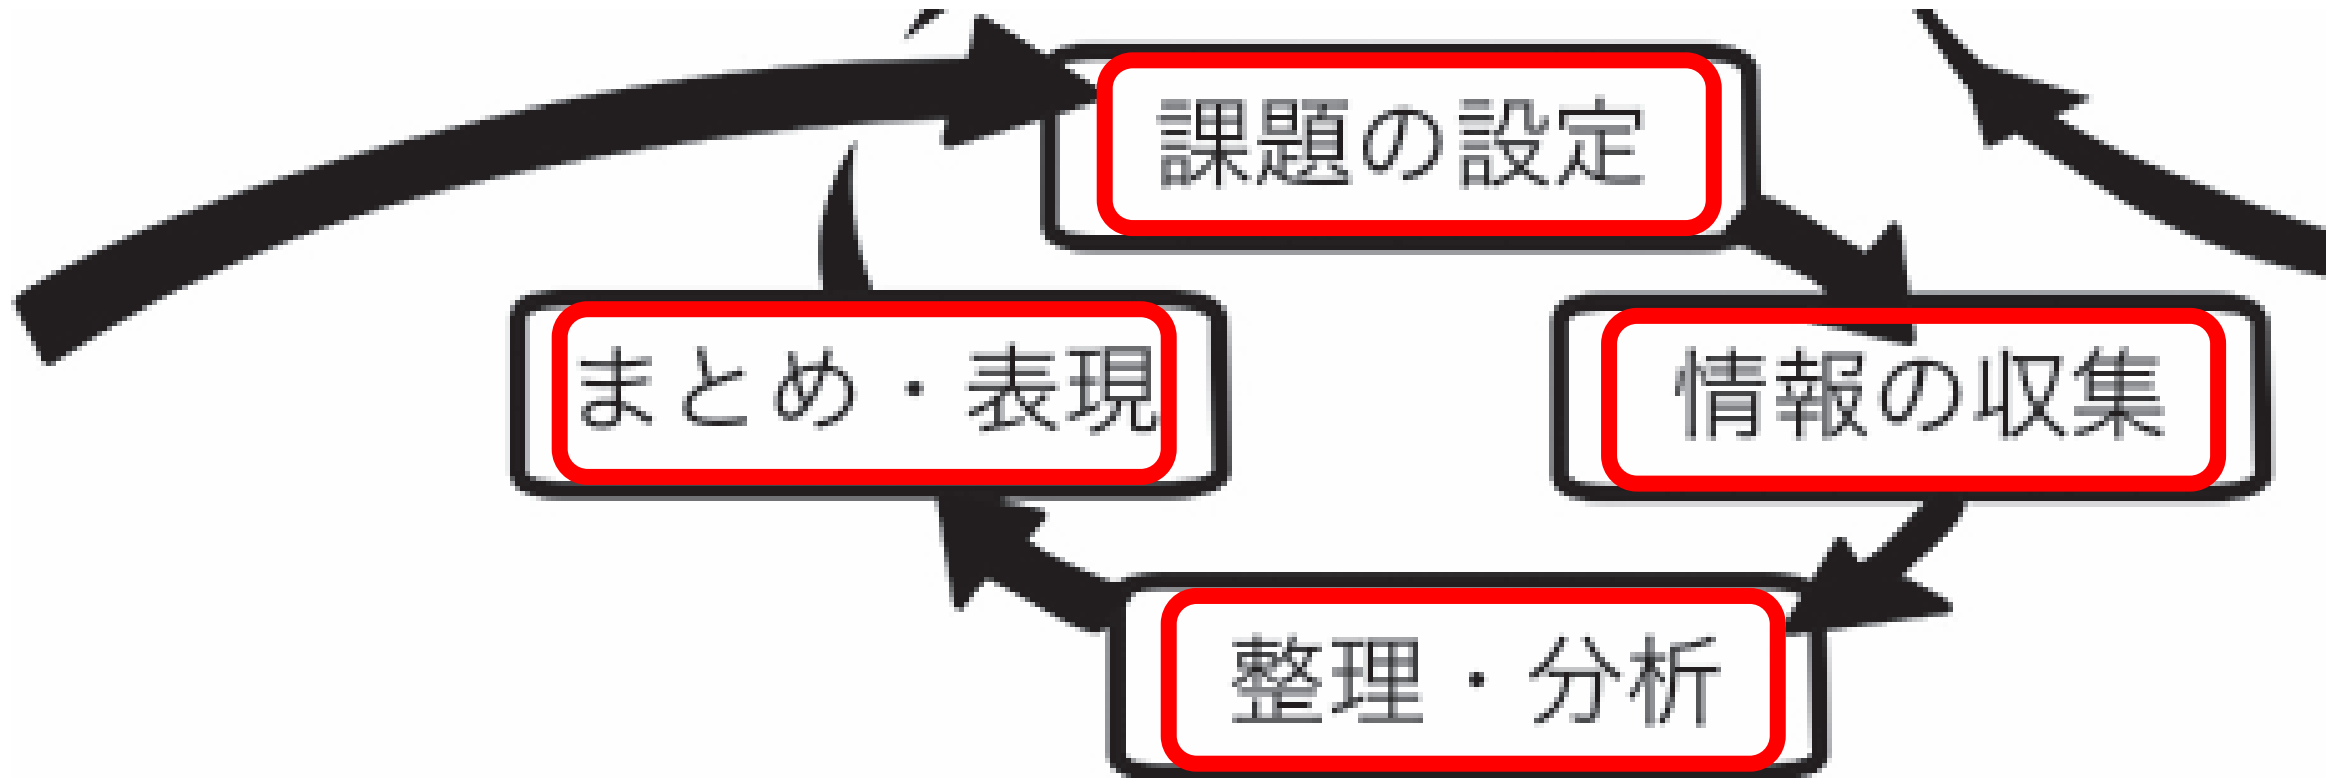 課題の設定
まとめ・表現
情報の収集
整理・分析